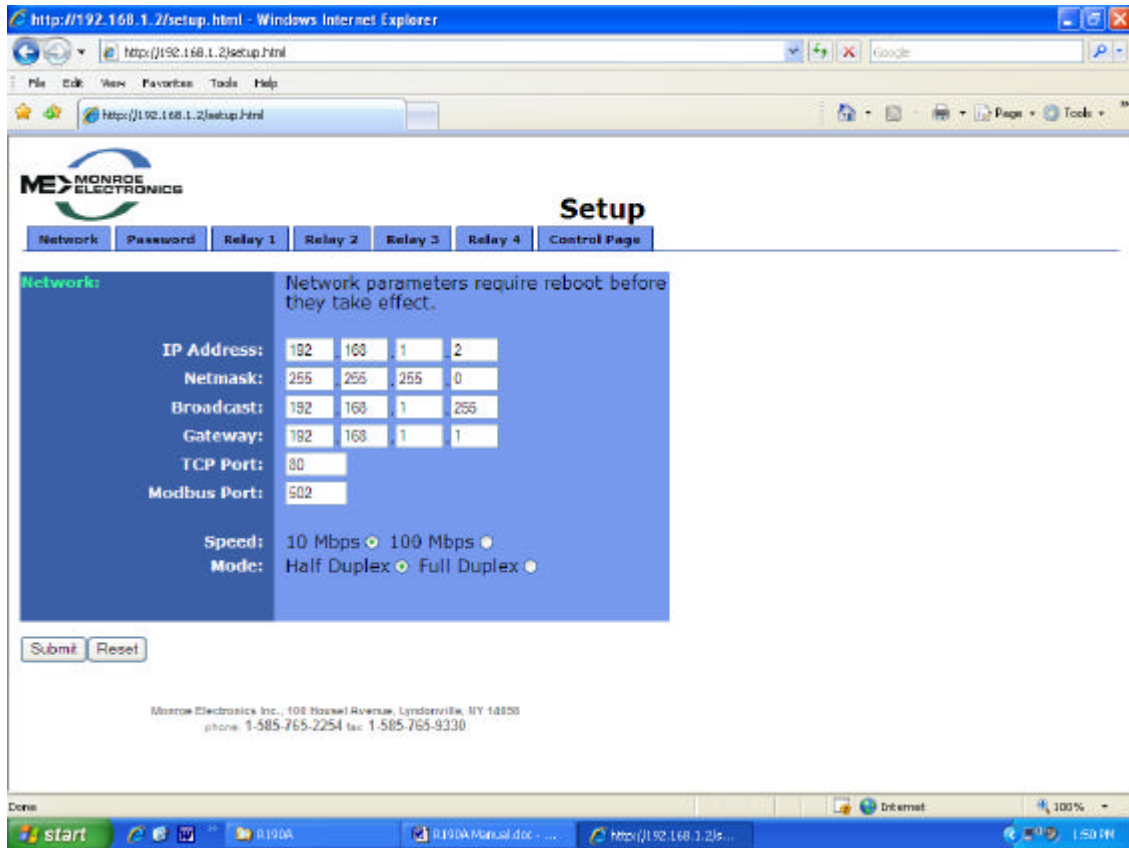 http://192.168.1.2/setup.html - Windows Internet Explorer
http://192.168.1.2/setup.html
Google
File Edit View Favorites Tools Help
http://192.168.1.2/setup.html
Page Tools
MONROE
ELECTRONICS
Setup
Network Password Relay 1 Relay 2 Relay 3 Relay 4 Control Page
Network: Network parameters require reboot before
they take effect.
IP Address: 192 . 168 . 1 . 2
Netmask: 255 . 255 . 255 . 0
Broadcast: 192 . 168 . 1 . 255
Gateway: 192 . 168 . 1 . 1
TCP Port: 80
Modbus Port: 502
Speed: 10 Mbps 100 Mbps
Mode: Half Duplex Full Duplex
Submit Reset
Monroe Electronics Inc., 100 Housel Avenue, Lyndonville, NY 14098
phone: 1-585-765-2254 fax: 1-585-765-9330
Done Internet 100%
start R190A R190A Manual.doc - ... http://192.168.1.2/s... 1:50 PM